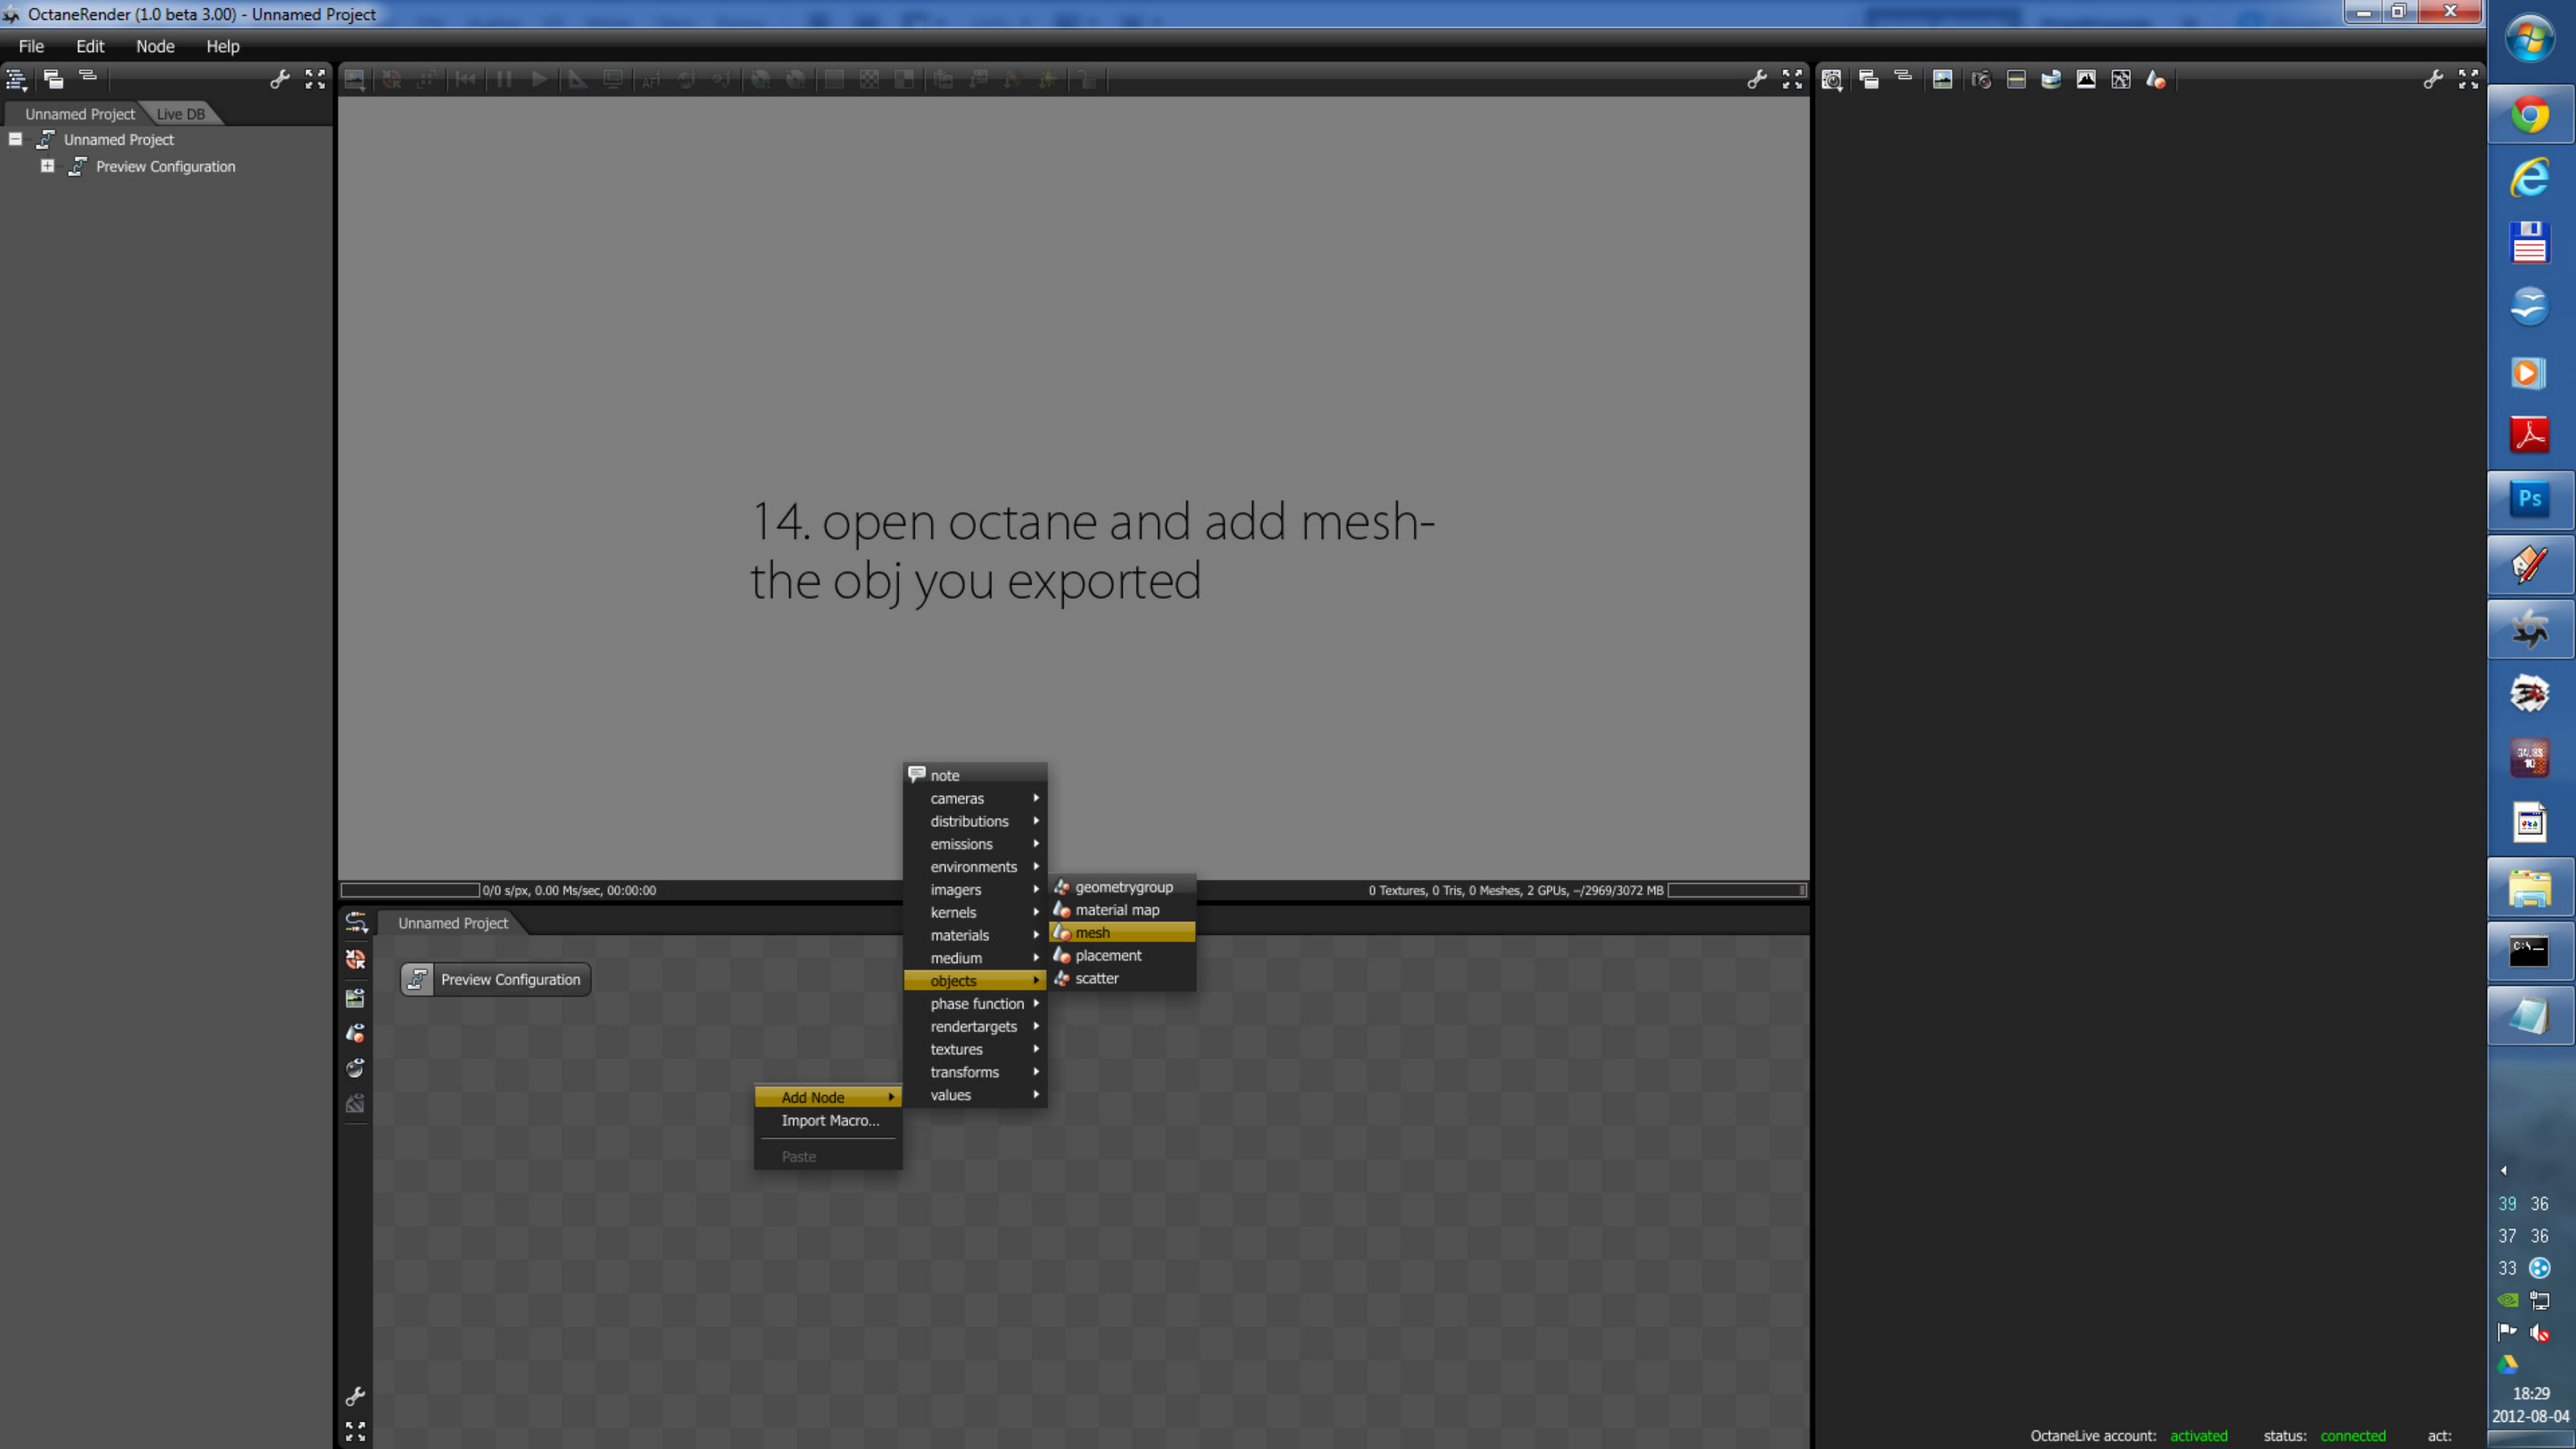 OctaneRender (1.0 beta 3.00) - Unnamed Project
File Edit Node Help
Unnamed Project Live DB
Unnamed Project
Preview Configuration
14. open octane and add mesh-
the obj you exported
0/0 s/px, 0.00 Ms/sec, 00:00:00
0 Textures, 0 Tris, 0 Meshes, 2 GPUs, -/2969/3072 MB
Unnamed Project
Preview Configuration
Add Node
Import Macro...
Paste
note
cameras
distributions
emissions
environments
imagers
kernels
materials
medium
objects
phase function
rendertargets
textures
transforms
values
geometrygroup
material map
mesh
placement
scatter
Ps
GAUSS
10
C:\_
39 36
37 36
33
18:29
2012-08-04
OctaneLive account: activated status: connected act: